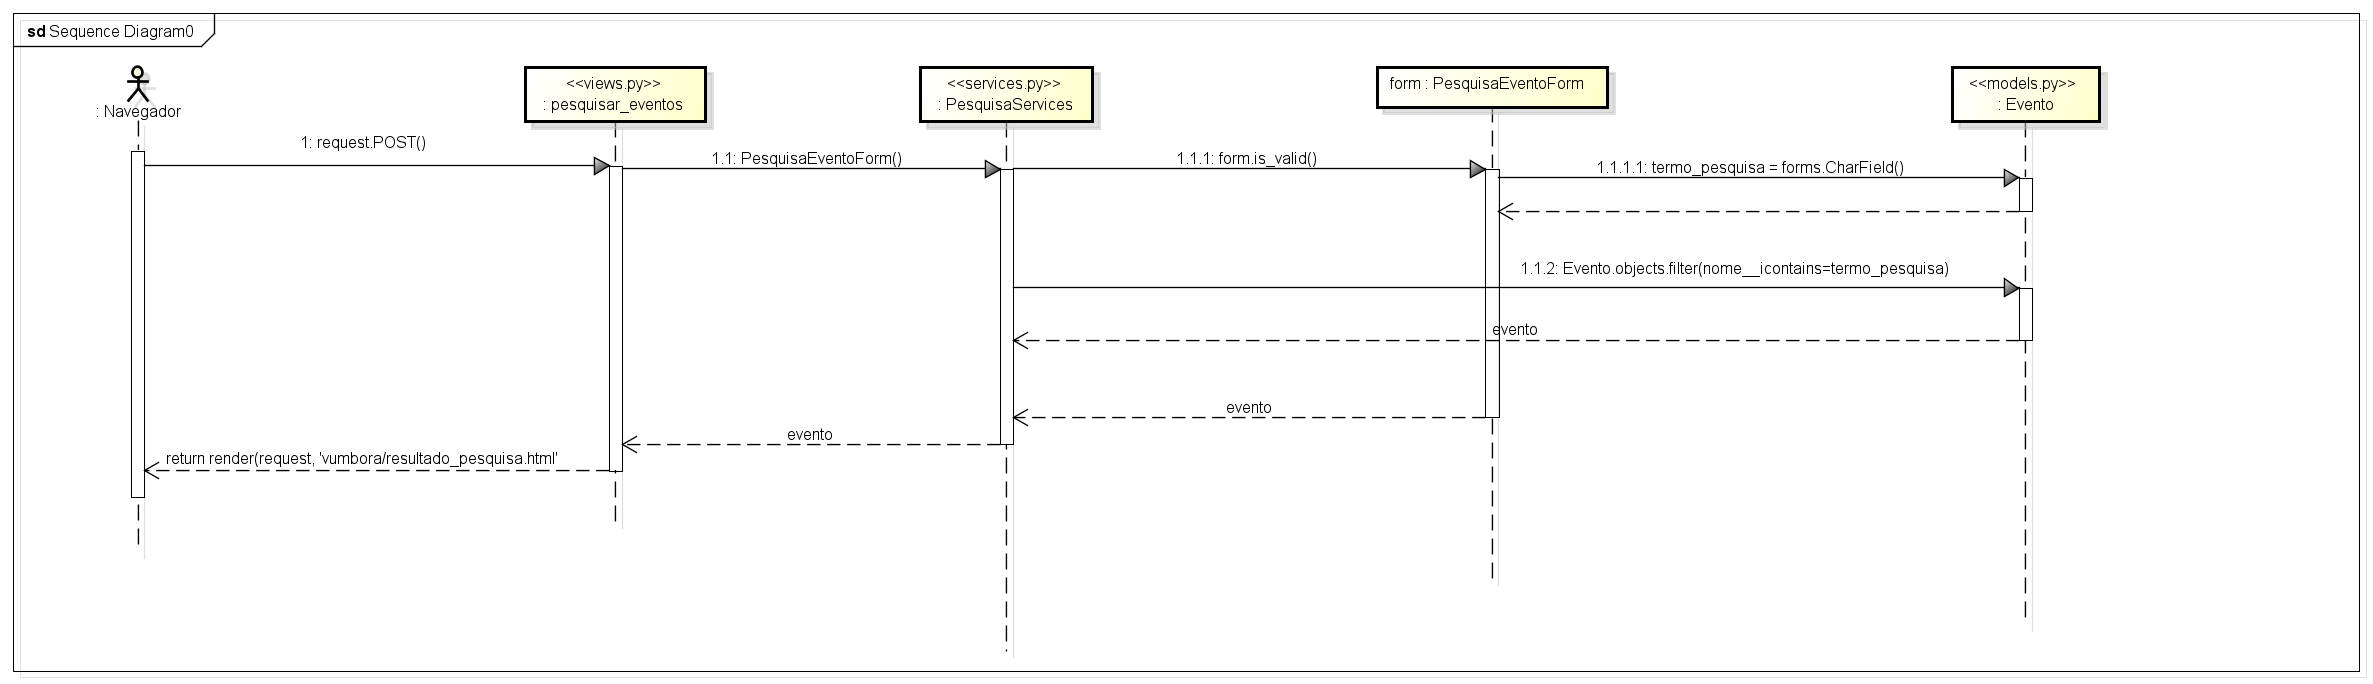 sd Sequence Diagram0
: Navegador
<<views.py>>
: pesquisar_eventos
<<services.py>>
: PesquisaServices
form : PesquisaEventoForm
<<models.py>>
: Evento
1: request.POST()
1.1: PesquisaEventoForm()
1.1.1: form.is_valid()
1.1.1.1: termo_pesquisa = forms.CharField()
1.1.2: Evento.objects.filter(nome__icontains=termo_pesquisa)
evento
evento
evento
return render(request, 'vumbora/resultado_pesquisa.html'